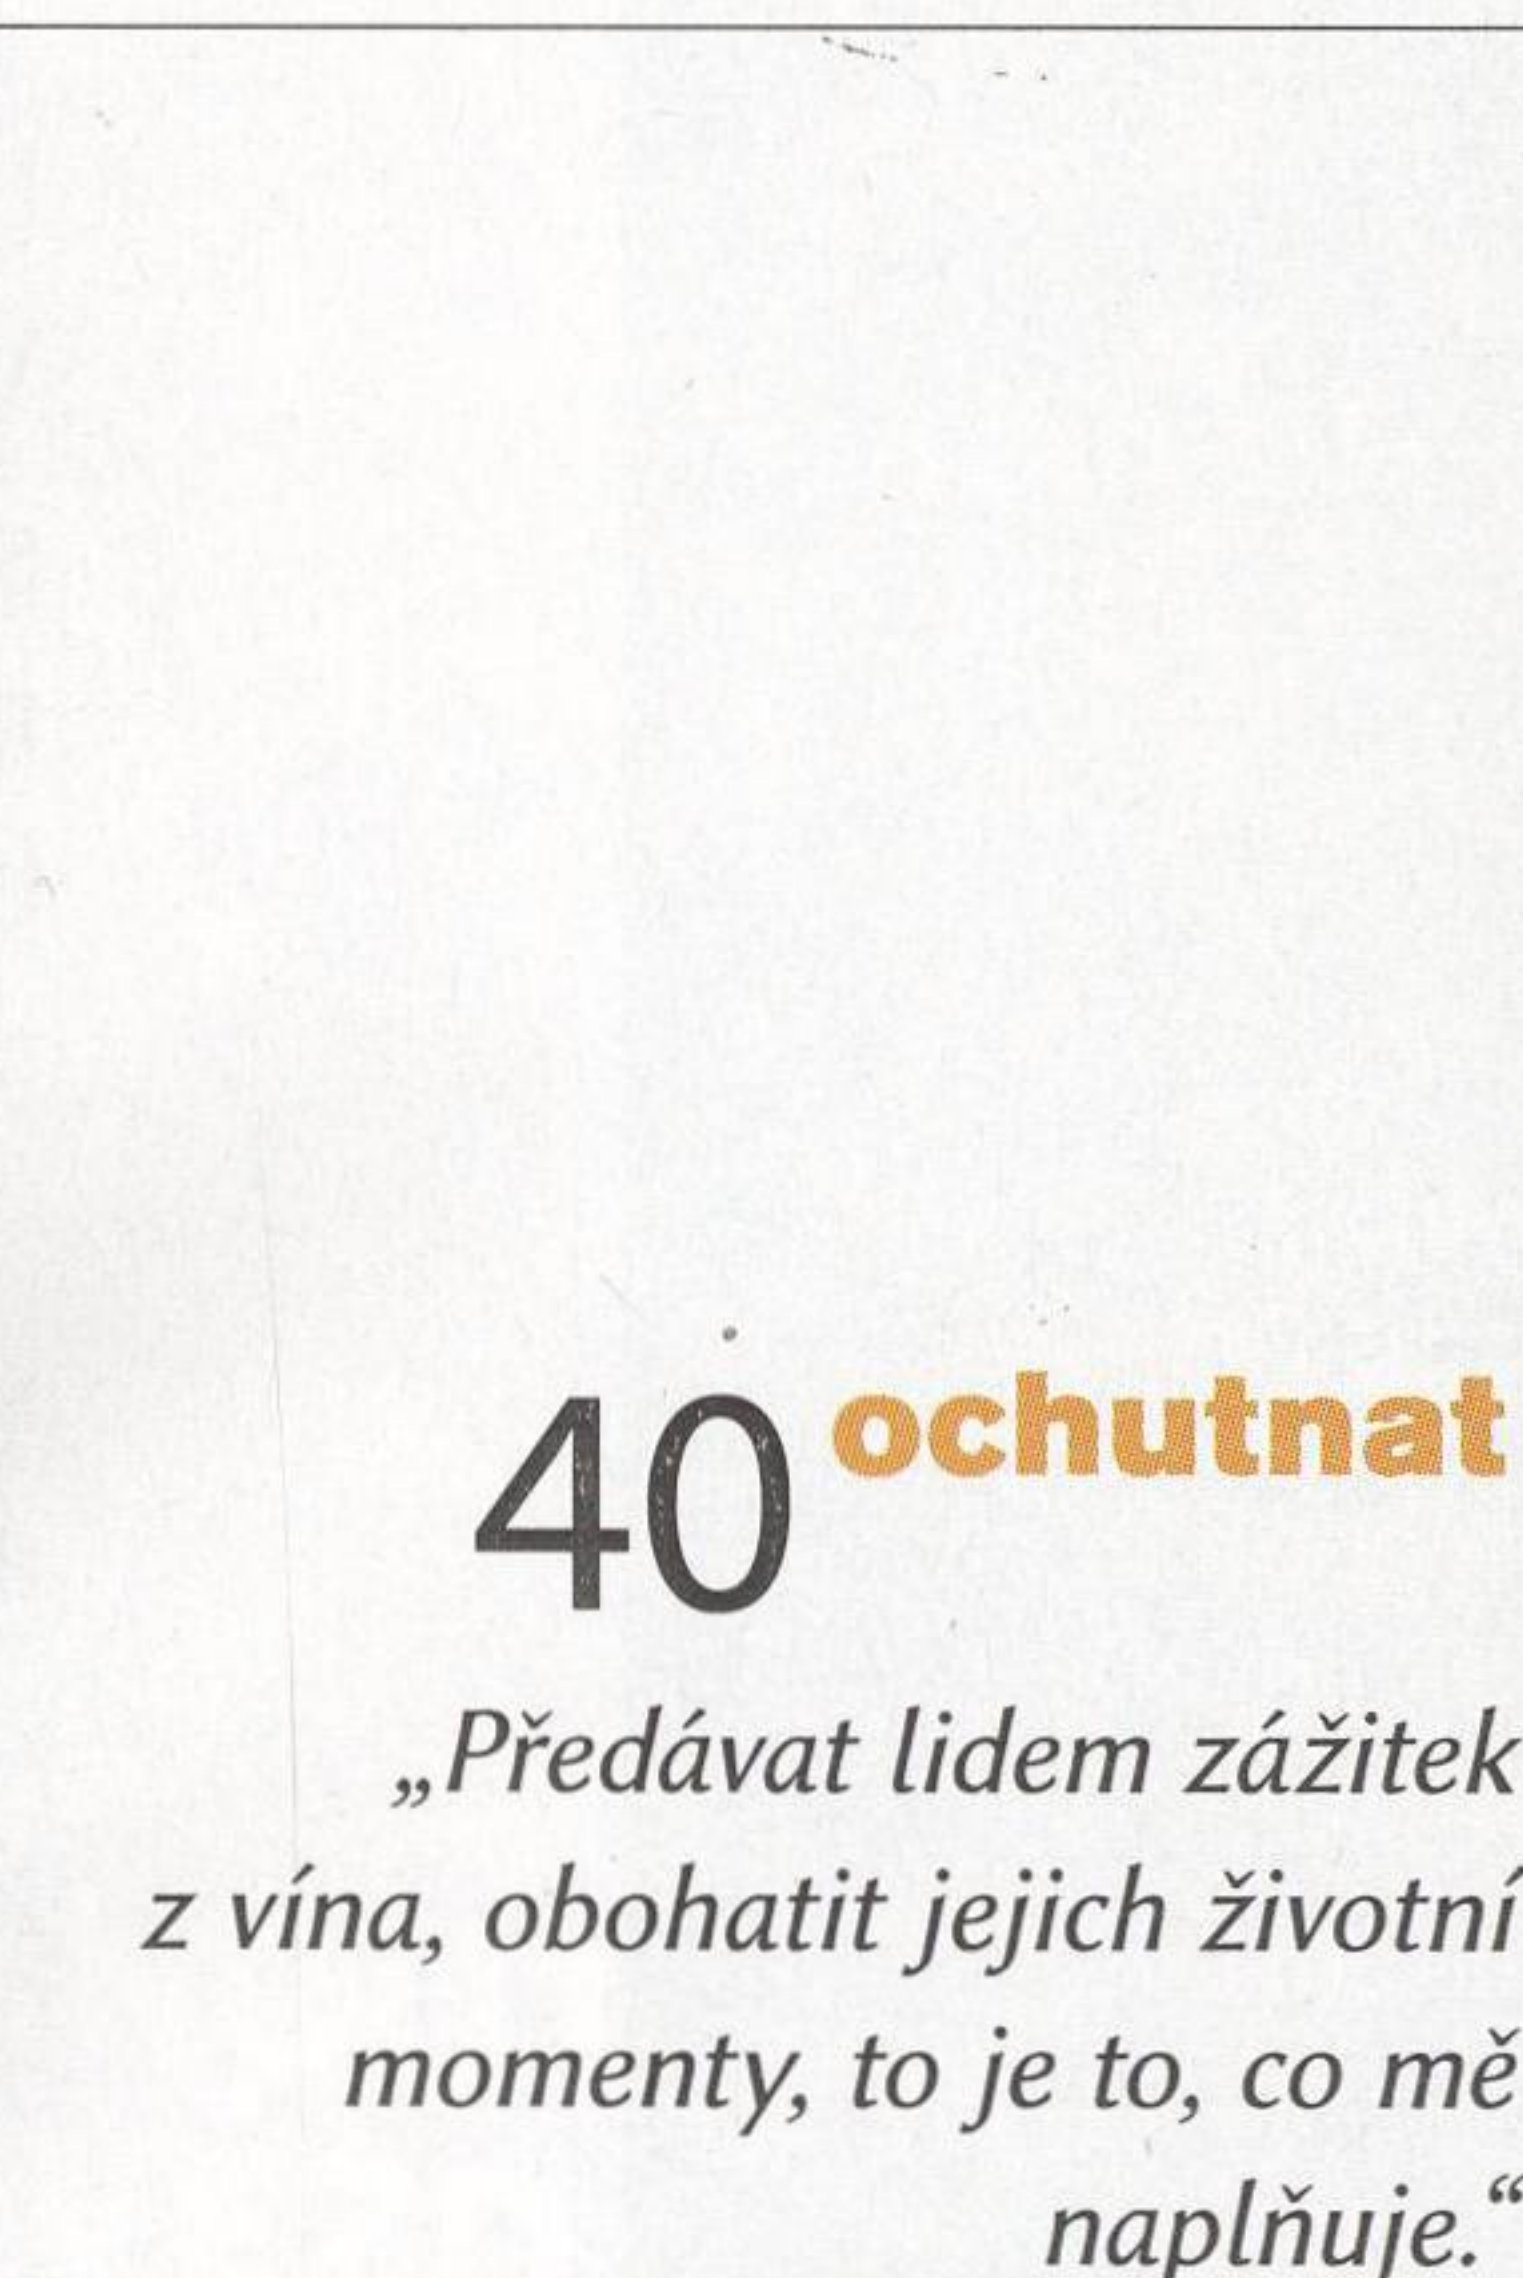 40 ochutnat
„Předávat lidem zážitek
z vína, obohatit jejich životní
momenty, to je to, co mě
naplňuje.“